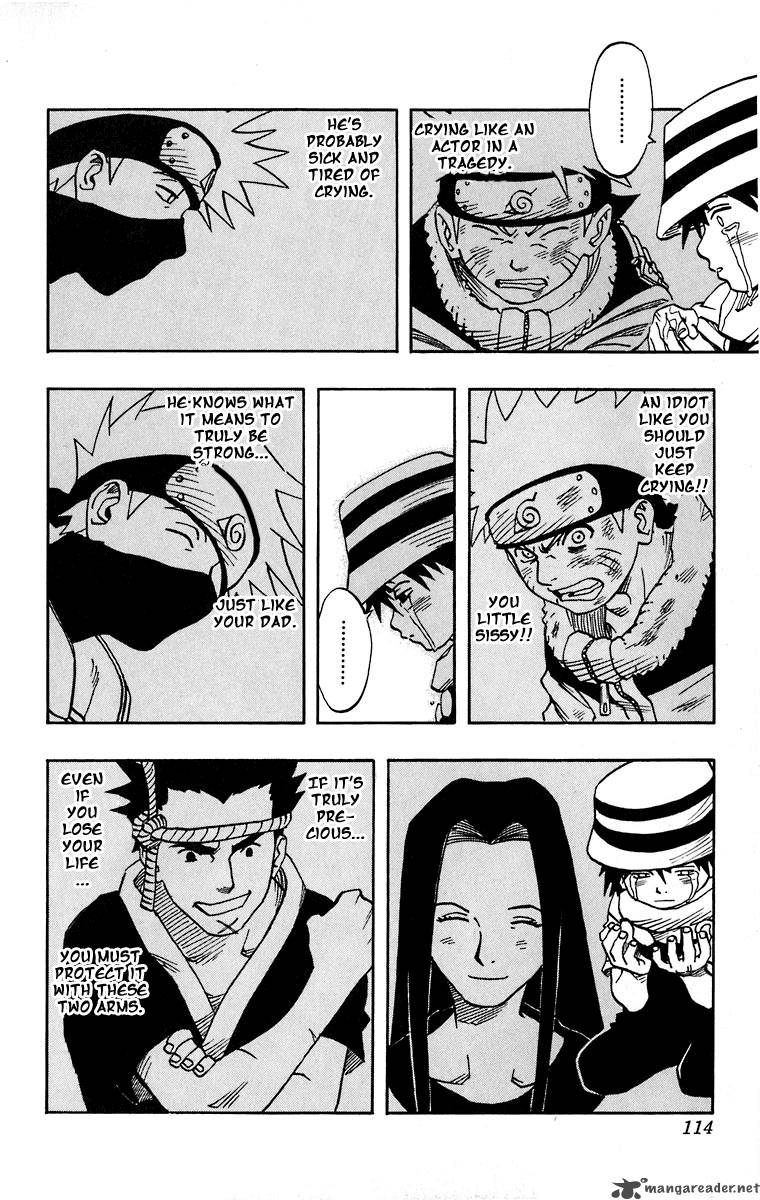 .........
CRYING LIKE AN
ACTOR IN A
TRAGEDY.
HE'S
PROBABLY
SICK AND
TIRED OF
CRYING.
AN IDIOT
LIKE YOU
SHOULD
JUST
KEEP
CRYING!!
YOU
LITTLE
SISSY!!
.........
HE KNOWS WHAT
IT MEANS TO
TRULY BE
STRONG...
JUST LIKE
YOUR DAD.
IF IT'S
TRULY
PRE-
CIOUS...
EVEN
IF
YOU
LOSE
YOUR
LIFE
...
YOU MUST
PROTECT IT
WITH THESE
TWO ARMS.
114
mangareader.net